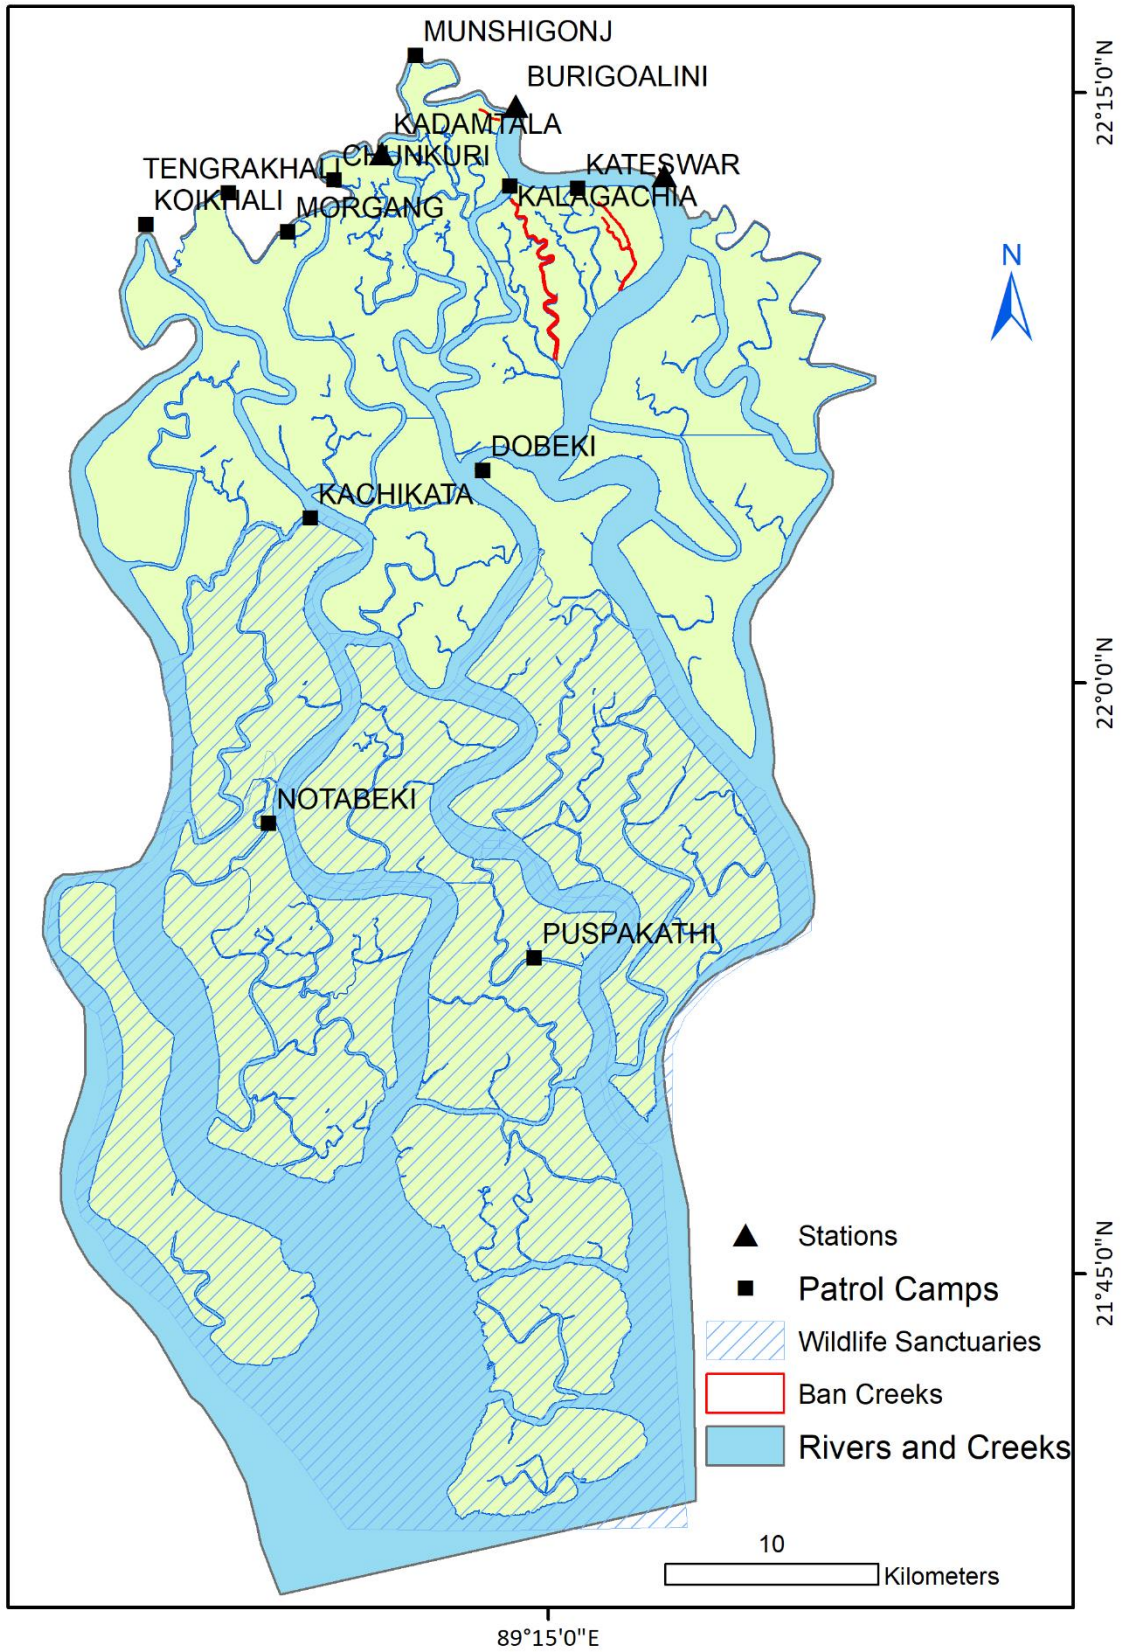 MUNSHIGONJ
BURIGOALINI
22°15'0"N
KADAMTALA
TENGRAKHALI
CHUNKURI
KATESWAR
KOIKHALI
MORGANG
KALAGACHIA
N
DOBEKI
KACHIKATA
22°0'0"N
NOTABEKI
PUSPAKATHI
Stations
21°45'0"N
Patrol Camps
Wildlife Sanctuaries
Ban Creeks
Rivers and Creeks
10
Kilometers
89°15'0"E